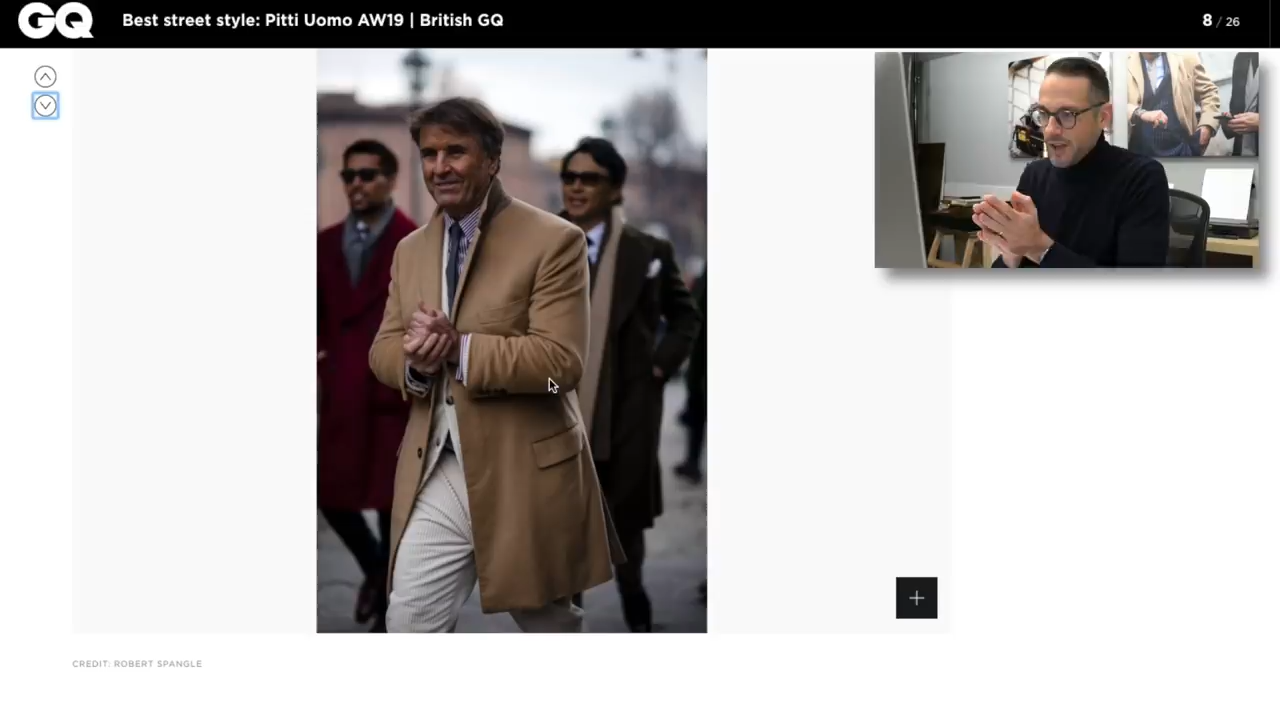 GQ
Best street style: Pitti Uomo AW19 | British GQ
8 / 26
CREDIT: ROBERT SPANGLE